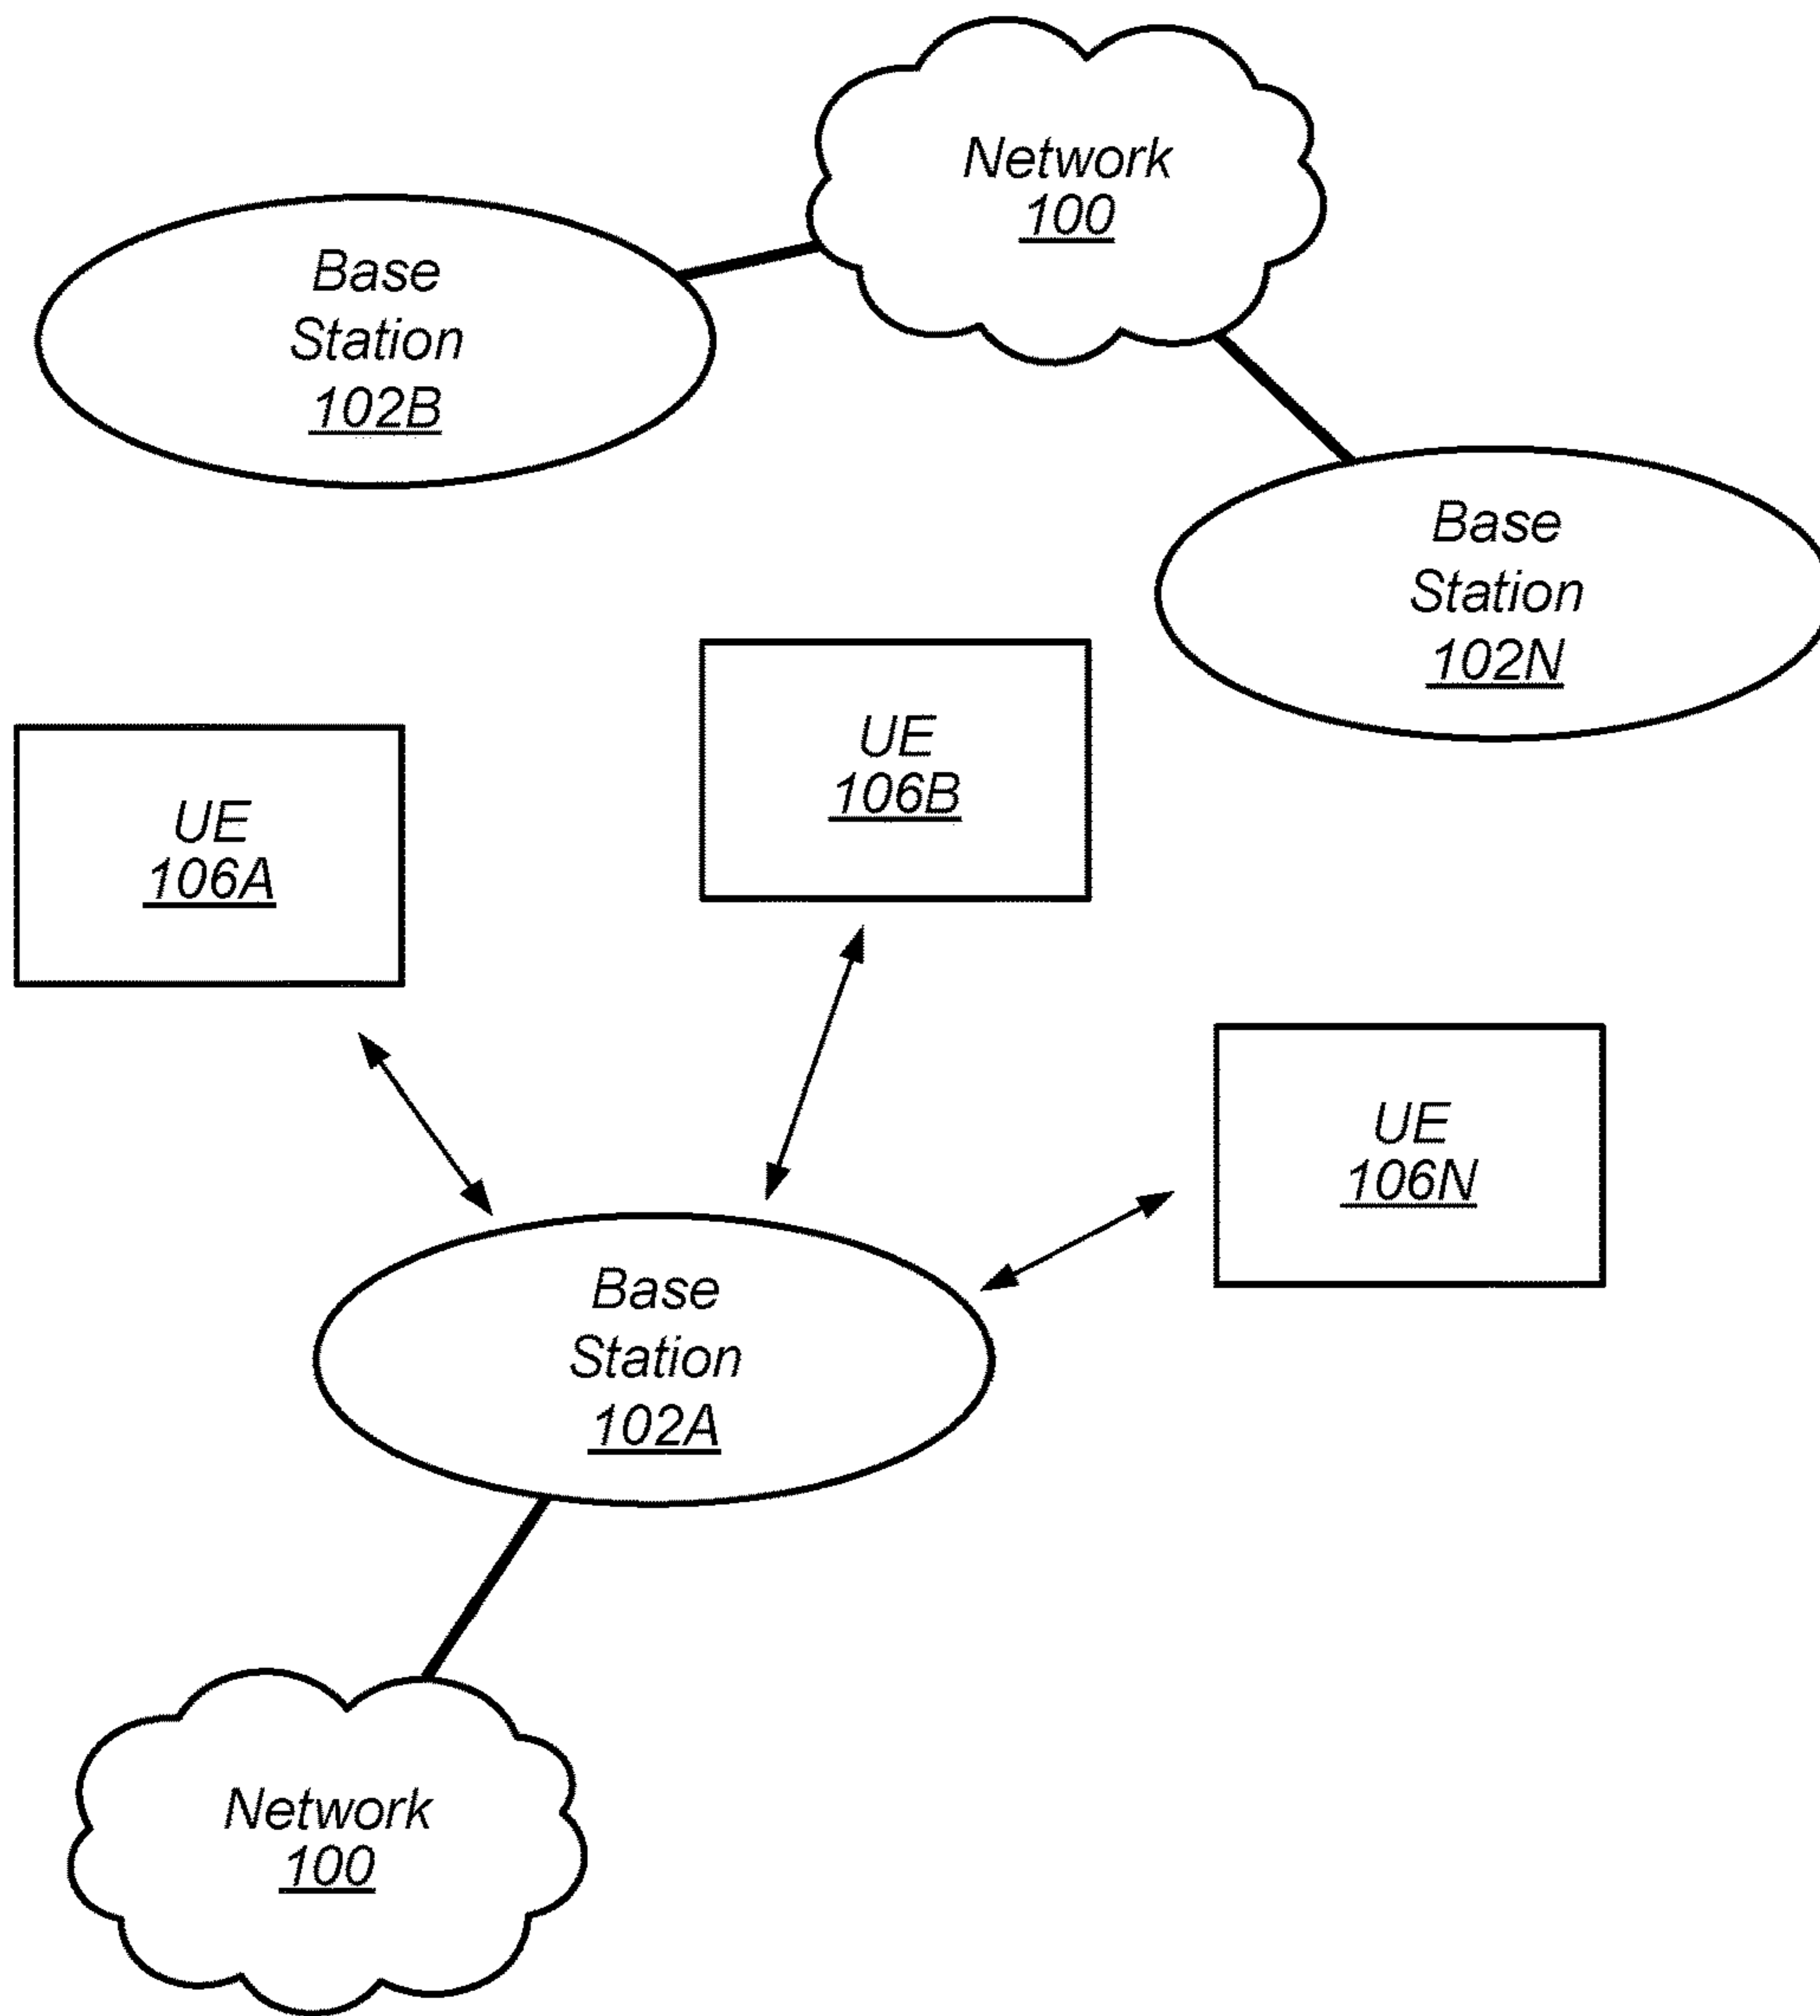 Network
100
Base
Station
102B
Base
Station
102N
UE
106B
UE
106A
UE
106N
Base
Station
102A
Network
100